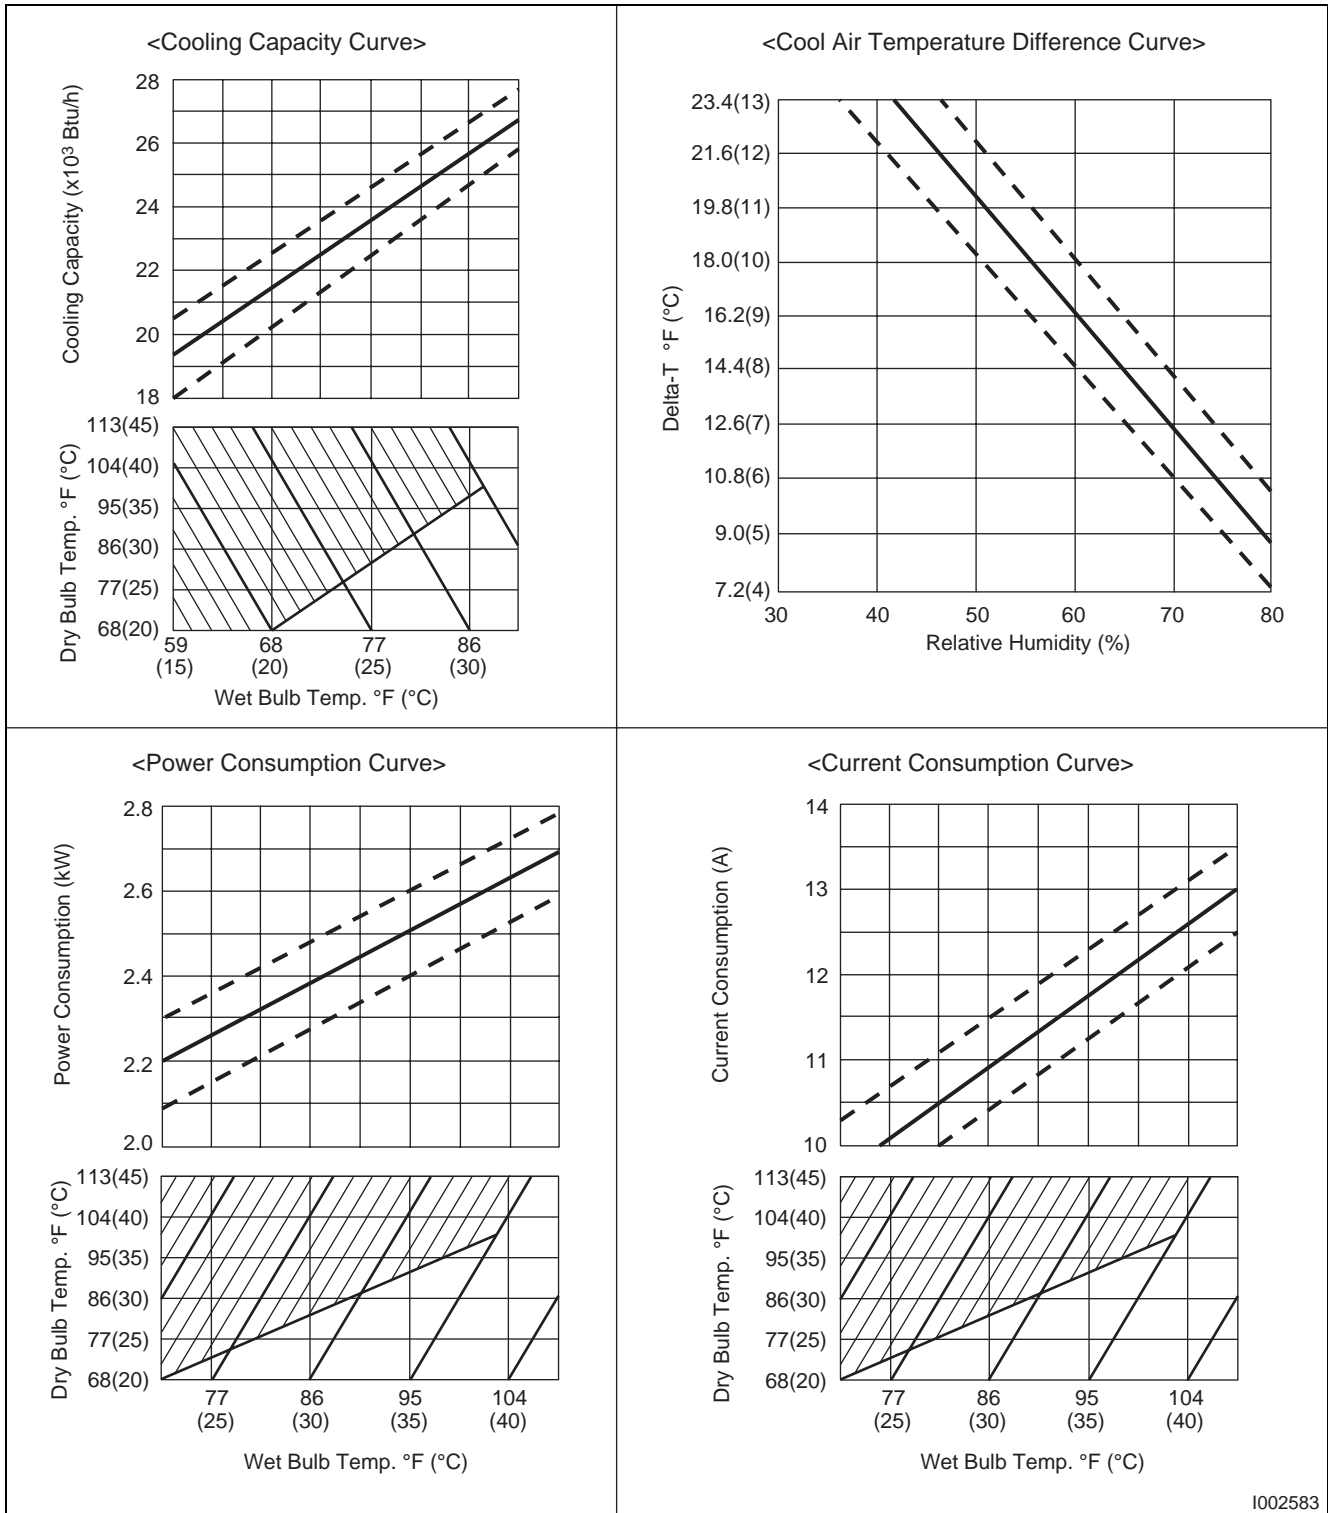 <Cooling Capacity Curve>
Cooling Capacity (x10³ Btu/h)
28
26
24
22
20
18
Dry Bulb Temp. °F (°C)
113(45)
104(40)
95(35)
86(30)
77(25)
68(20)
59 68 77 86
(15) (20) (25) (30)
Wet Bulb Temp. °F (°C)
<Cool Air Temperature Difference Curve>
Delta-T °F (°C)
23.4(13)
21.6(12)
19.8(11)
18.0(10)
16.2(9)
14.4(8)
12.6(7)
10.8(6)
9.0(5)
7.2(4)
30 40 50 60 70 80
Relative Humidity (%)
<Power Consumption Curve>
Power Consumption (kW)
2.8
2.6
2.4
2.2
2.0
Dry Bulb Temp. °F (°C)
113(45)
104(40)
95(35)
86(30)
77(25)
68(20)
77 86 95 104
(25) (30) (35) (40)
Wet Bulb Temp. °F (°C)
<Current Consumption Curve>
Current Consumption (A)
14
13
12
11
10
Dry Bulb Temp. °F (°C)
113(45)
104(40)
95(35)
86(30)
77(25)
68(20)
77 86 95 104
(25) (30) (35) (40)
Wet Bulb Temp. °F (°C)
I002583